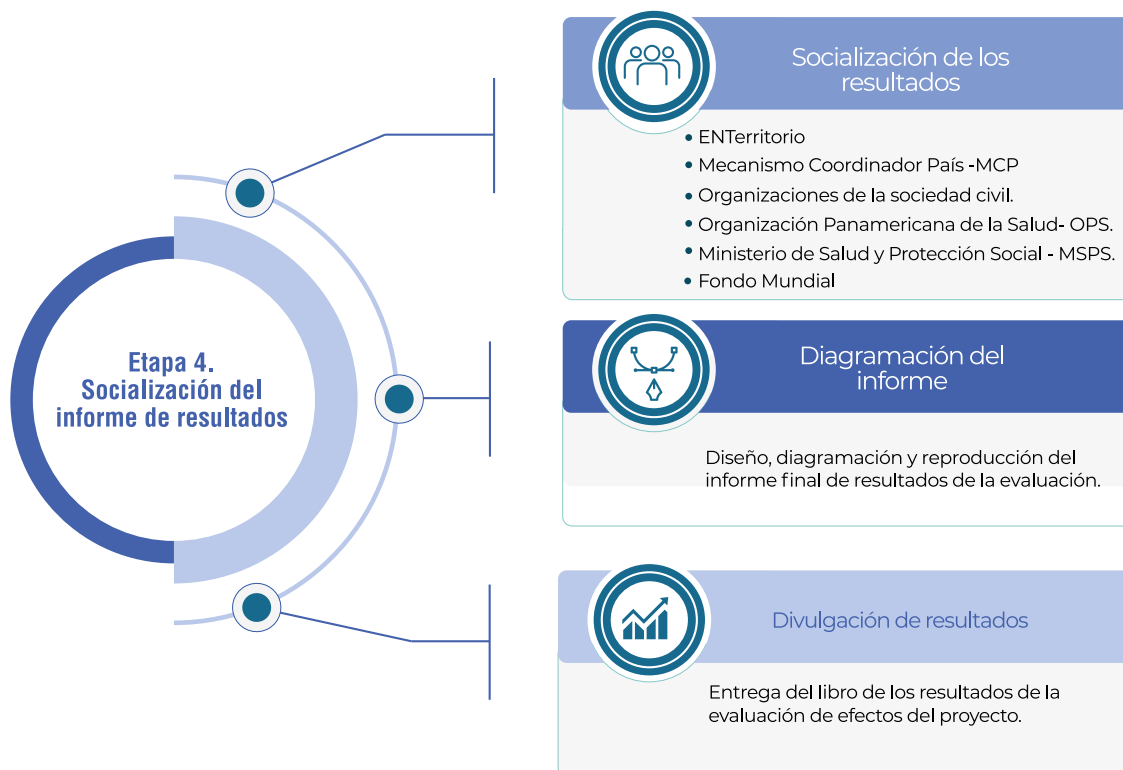 Etapa 4.
Socialización del
informe de resultados
Socialización de los
resultados
• ENTerritorio
• Mecanismo Coordinador País -MCP
• Organizaciones de la sociedad civil.
• Organización Panamericana de la Salud- OPS.
• Ministerio de Salud y Protección Social - MSPS.
• Fondo Mundial
Diagramación del
informe
Diseño, diagramación y reproducción del
informe final de resultados de la evaluación.
Divulgación de resultados
Entrega del libro de los resultados de la
evaluación de efectos del proyecto.